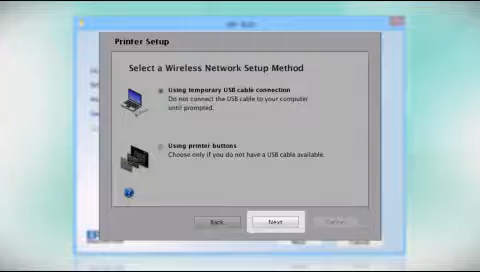 Printer Setup
Select a Wireless Network Setup Method
Using temporary USB cable connection
Do not connect the USB cable to your computer
until prompted.
Using printer buttons
Choose only if you do not have a USB cable available.
Back
Next
Cancel